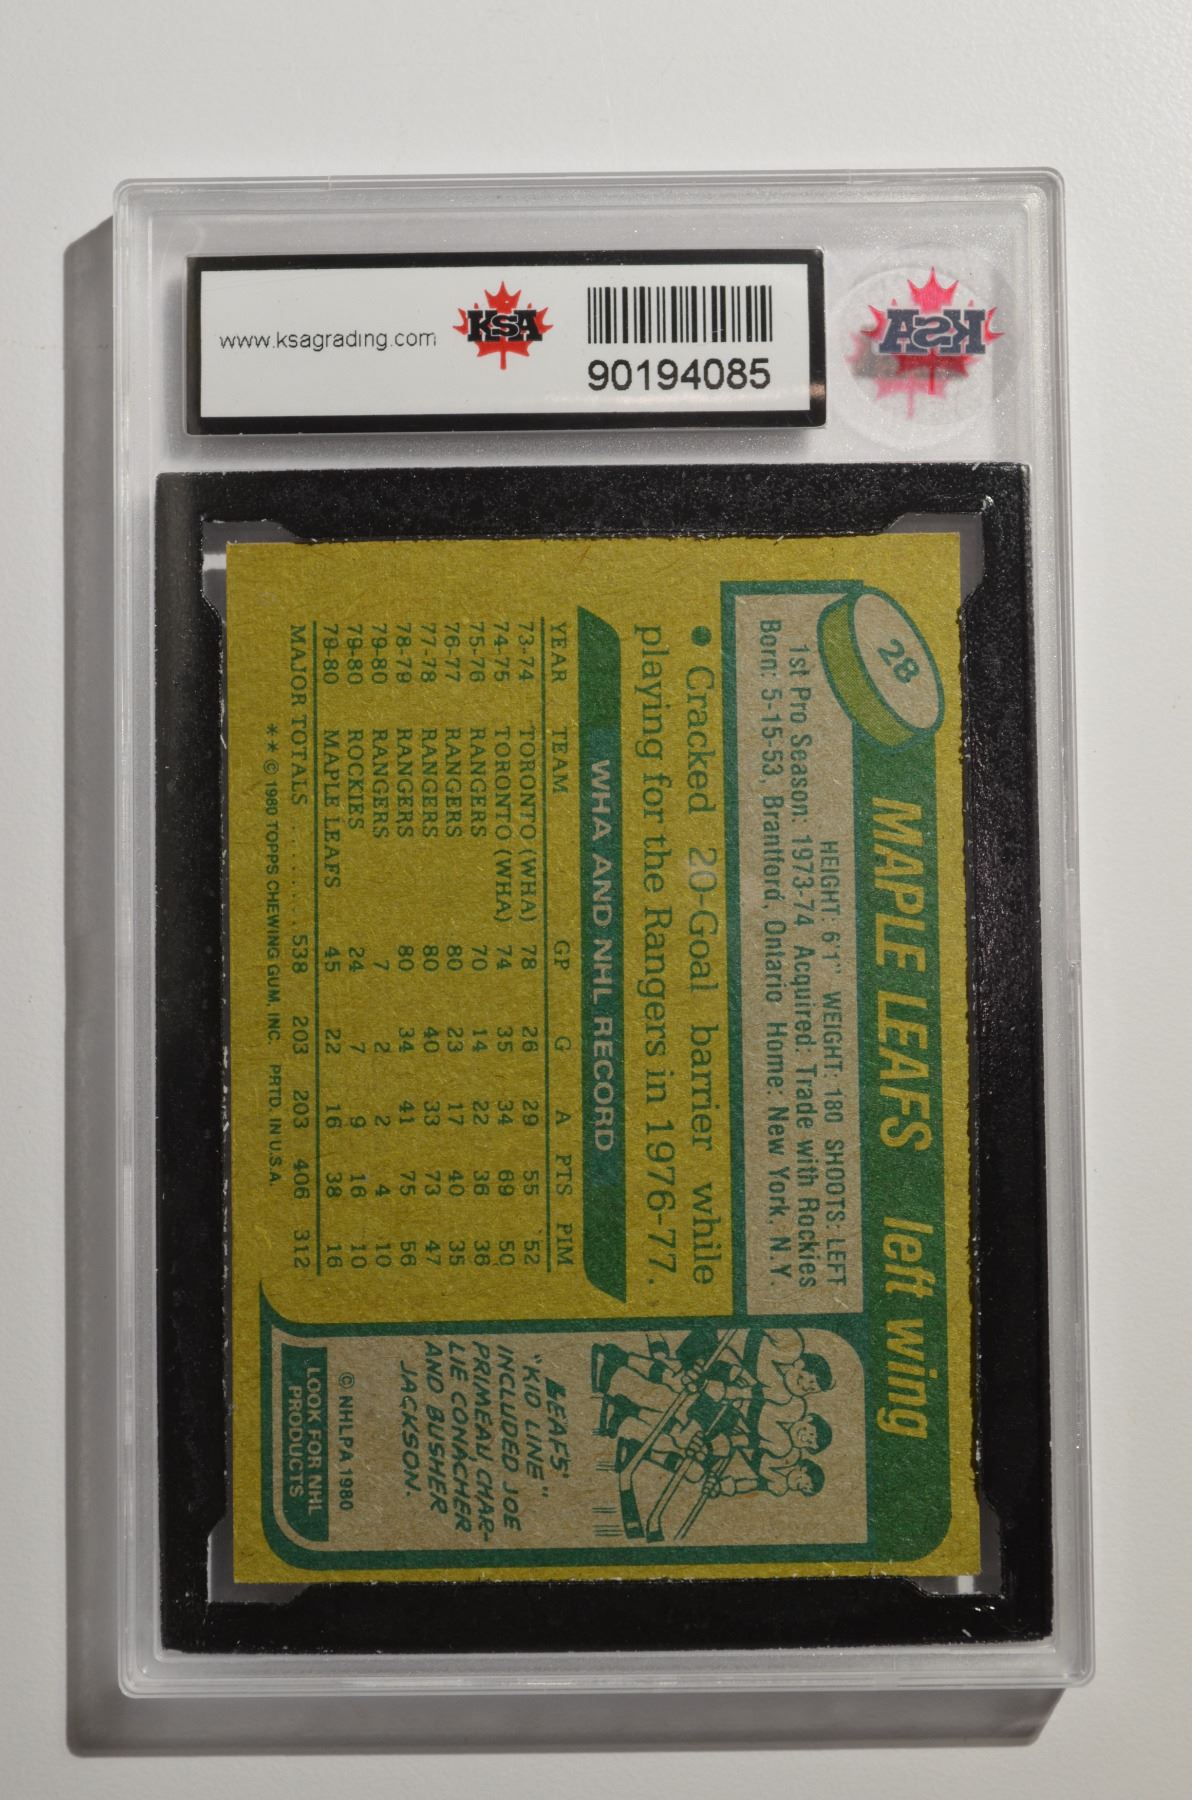 www.ksagrading.com
KSA
90194085
KSA
28
MAPLE LEAFS left wing
HEIGHT: 6'1" WEIGHT: 180 SHOOTS: LEFT
1st Pro Season: 1973-74 Acquired: Trade with Rockies
Born: 5-15-53, Brantford, Ontario Home: New York, N.Y.
• Cracked 20-Goal barrier while
playing for the Rangers in 1976-77.
WHA AND NHL RECORD
YEAR TEAM GP G A PTS PIM
73-74 TORONTO (WHA) 78 26 29 55 52
74-75 TORONTO (WHA) 74 35 34 69 50
75-76 RANGERS 70 14 22 36 36
76-77 RANGERS 80 23 17 40 35
77-78 RANGERS 80 40 33 73 47
78-79 RANGERS 80 34 41 75 56
79-80 RANGERS 7 2 2 4 10
79-80 ROCKIES 24 7 9 16 10
79-80 MAPLE LEAFS 45 22 16 38 16
MAJOR TOTALS ........ 538 203 203 406 312
** © 1980 TOPPS CHEWING GUM, INC. PRTD. IN U.S.A.
BEAFS'
"KID LINE"
INCLUDED JOE
PRIMEAU, CHAR-
LIE CONACHER
AND BUSHER
JACKSON.
© NHLPA 1980
LOOK FOR NHL
PRODUCTS